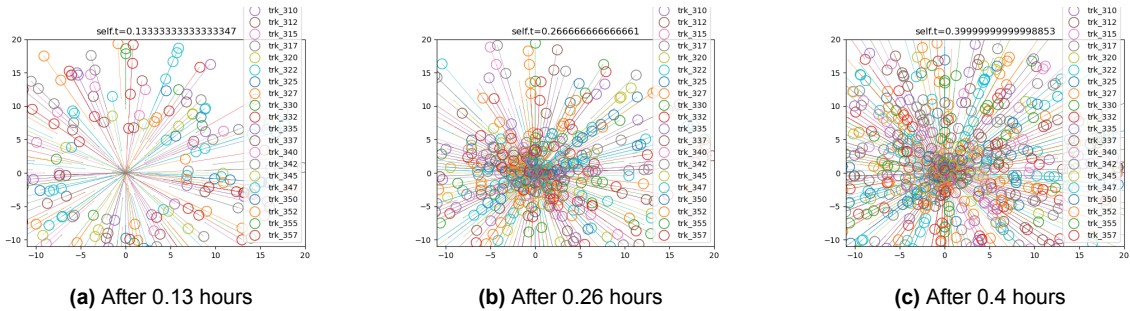 self.t=0.13333333333333347
20
15
10
5
0
−5
−10
−10 −5 0 5 10 15 20
trk_310
trk_312
trk_315
trk_317
trk_320
trk_322
trk_325
trk_327
trk_330
trk_332
trk_335
trk_337
trk_340
trk_342
trk_345
trk_347
trk_350
trk_352
trk_355
trk_357
(a) After 0.13 hours
self.t=0.266666666666661
20
15
10
5
0
−5
−10
−10 −5 0 5 10 15 20
trk_310
trk_312
trk_315
trk_317
trk_320
trk_322
trk_325
trk_327
trk_330
trk_332
trk_335
trk_337
trk_340
trk_342
trk_345
trk_347
trk_350
trk_352
trk_355
trk_357
(b) After 0.26 hours
self.t=0.39999999999998853
20
15
10
5
0
−5
−10
−10 −5 0 5 10 15 20
trk_310
trk_312
trk_315
trk_317
trk_320
trk_322
trk_325
trk_327
trk_330
trk_332
trk_335
trk_337
trk_340
trk_342
trk_345
trk_347
trk_350
trk_352
trk_355
trk_357
(c) After 0.4 hours